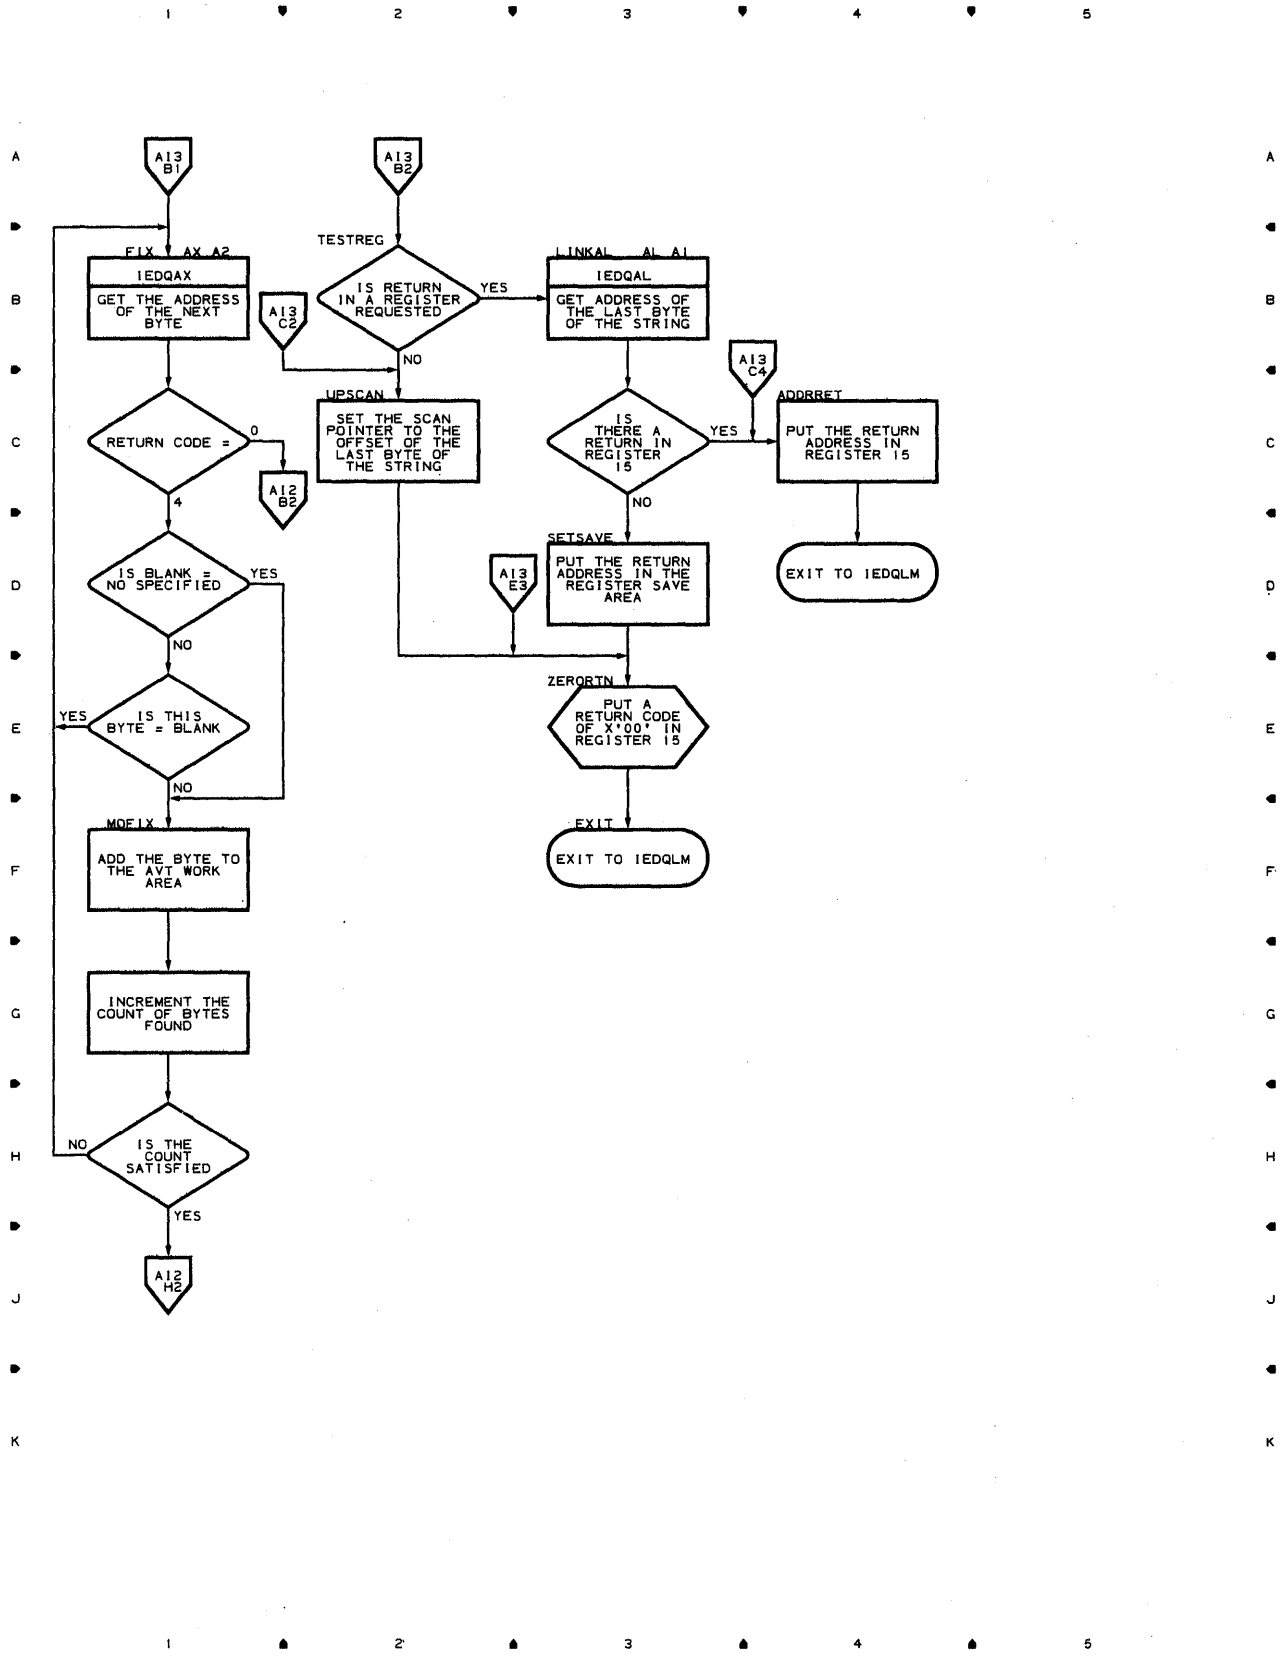 1 2 3 4 5
A A
AI3
B1
AI3
B2
FIX AX A2
IEDQAX
GET THE ADDRESS
OF THE NEXT
BYTE
TESTREG
IS RETURN
IN A REGISTER
REQUESTED
YES
NO
LINKAL AL A1
IEDQAL
GET ADDRESS OF
THE LAST BYTE
OF THE STRING
B B
AI3
C2
AI3
C4
RETURN CODE =
0
4
AI2
B2
UPSCAN
SET THE SCAN
POINTER TO THE
OFFSET OF THE
LAST BYTE OF
THE STRING
IS
THERE A
RETURN IN
REGISTER
15
YES
NO
ADDRRET
PUT THE RETURN
ADDRESS IN
REGISTER 15
C C
IS BLANK =
NO SPECIFIED
YES
NO
AI3
E3
SETSAVE
PUT THE RETURN
ADDRESS IN THE
REGISTER SAVE
AREA
EXIT TO IEDQLM
D D
YES
IS THIS
BYTE = BLANK
NO
ZERORTN
PUT A
RETURN CODE
OF X'00' IN
REGISTER 15
E E
MOFIX
ADD THE BYTE TO
THE AVT WORK
AREA
EXIT
EXIT TO IEDQLM
F F
INCREMENT THE
COUNT OF BYTES
FOUND
G G
NO
IS THE
COUNT
SATISFIED
YES
H H
AI2
H2
J J
K K
1 2 3 4 5